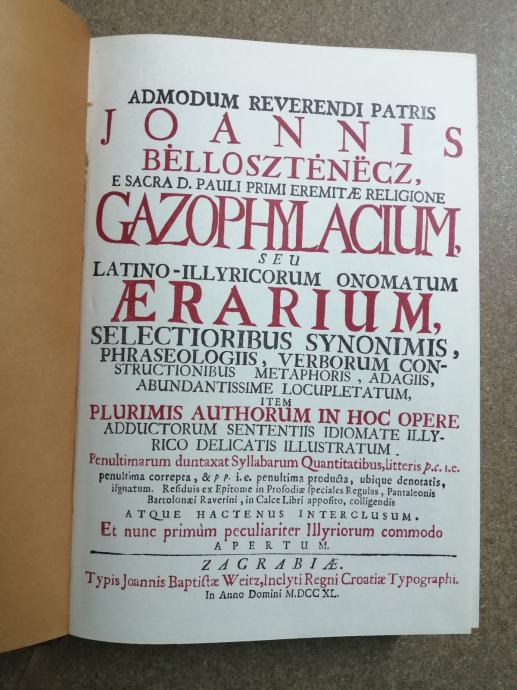 ADMODUM REVERENDI PATRIS
JOANNIS
BĖLLOSZTĖNËCZ,
E SACRA D. PAULI PRIMI EREMITÆ RELIGIONE
GAZOPHYLACIUM,
SEU
LATINO-ILLYRICORUM ONOMATUM
ÆRARIUM,
SELECTIORIBUS SYNONIMIS,
PHRASEOLOGIIS, VERBORUM CON-
STRUCTIONIBUS METAPHORIS, ADAGIIS,
ABUNDANTISSIME LOCUPLETATUM,
ITEM
PLURIMIS AUTHORUM IN HOC OPERE
ADDUCTORUM SENTENTIIS IDIOMATE ILLY-
RICO DELICATIS ILLUSTRATUM.
Penultimarum duntaxat Syllabarum Quantitatibus, litteris p.c. i.e.
penultima correpta, & p p. i.e. penultima producta, ubique denotatis,
isgnatum. Residuis ex Epitome in Prosodiæ speciales Regulas, Pantaleonis
Bartolonæi Raverini, in Calce Libri apposito, colligendis
ATQUE HACTENUS INTERCLUSUM.
Et nunc primùm peculiariter Illyriorum commodo
APERTUM.
ZAGRABIÆ.
Typis Joannis Baptistæ Weitz, Inclyti Regni Croatiæ Typographi.
In Anno Domini M.DCC XL.